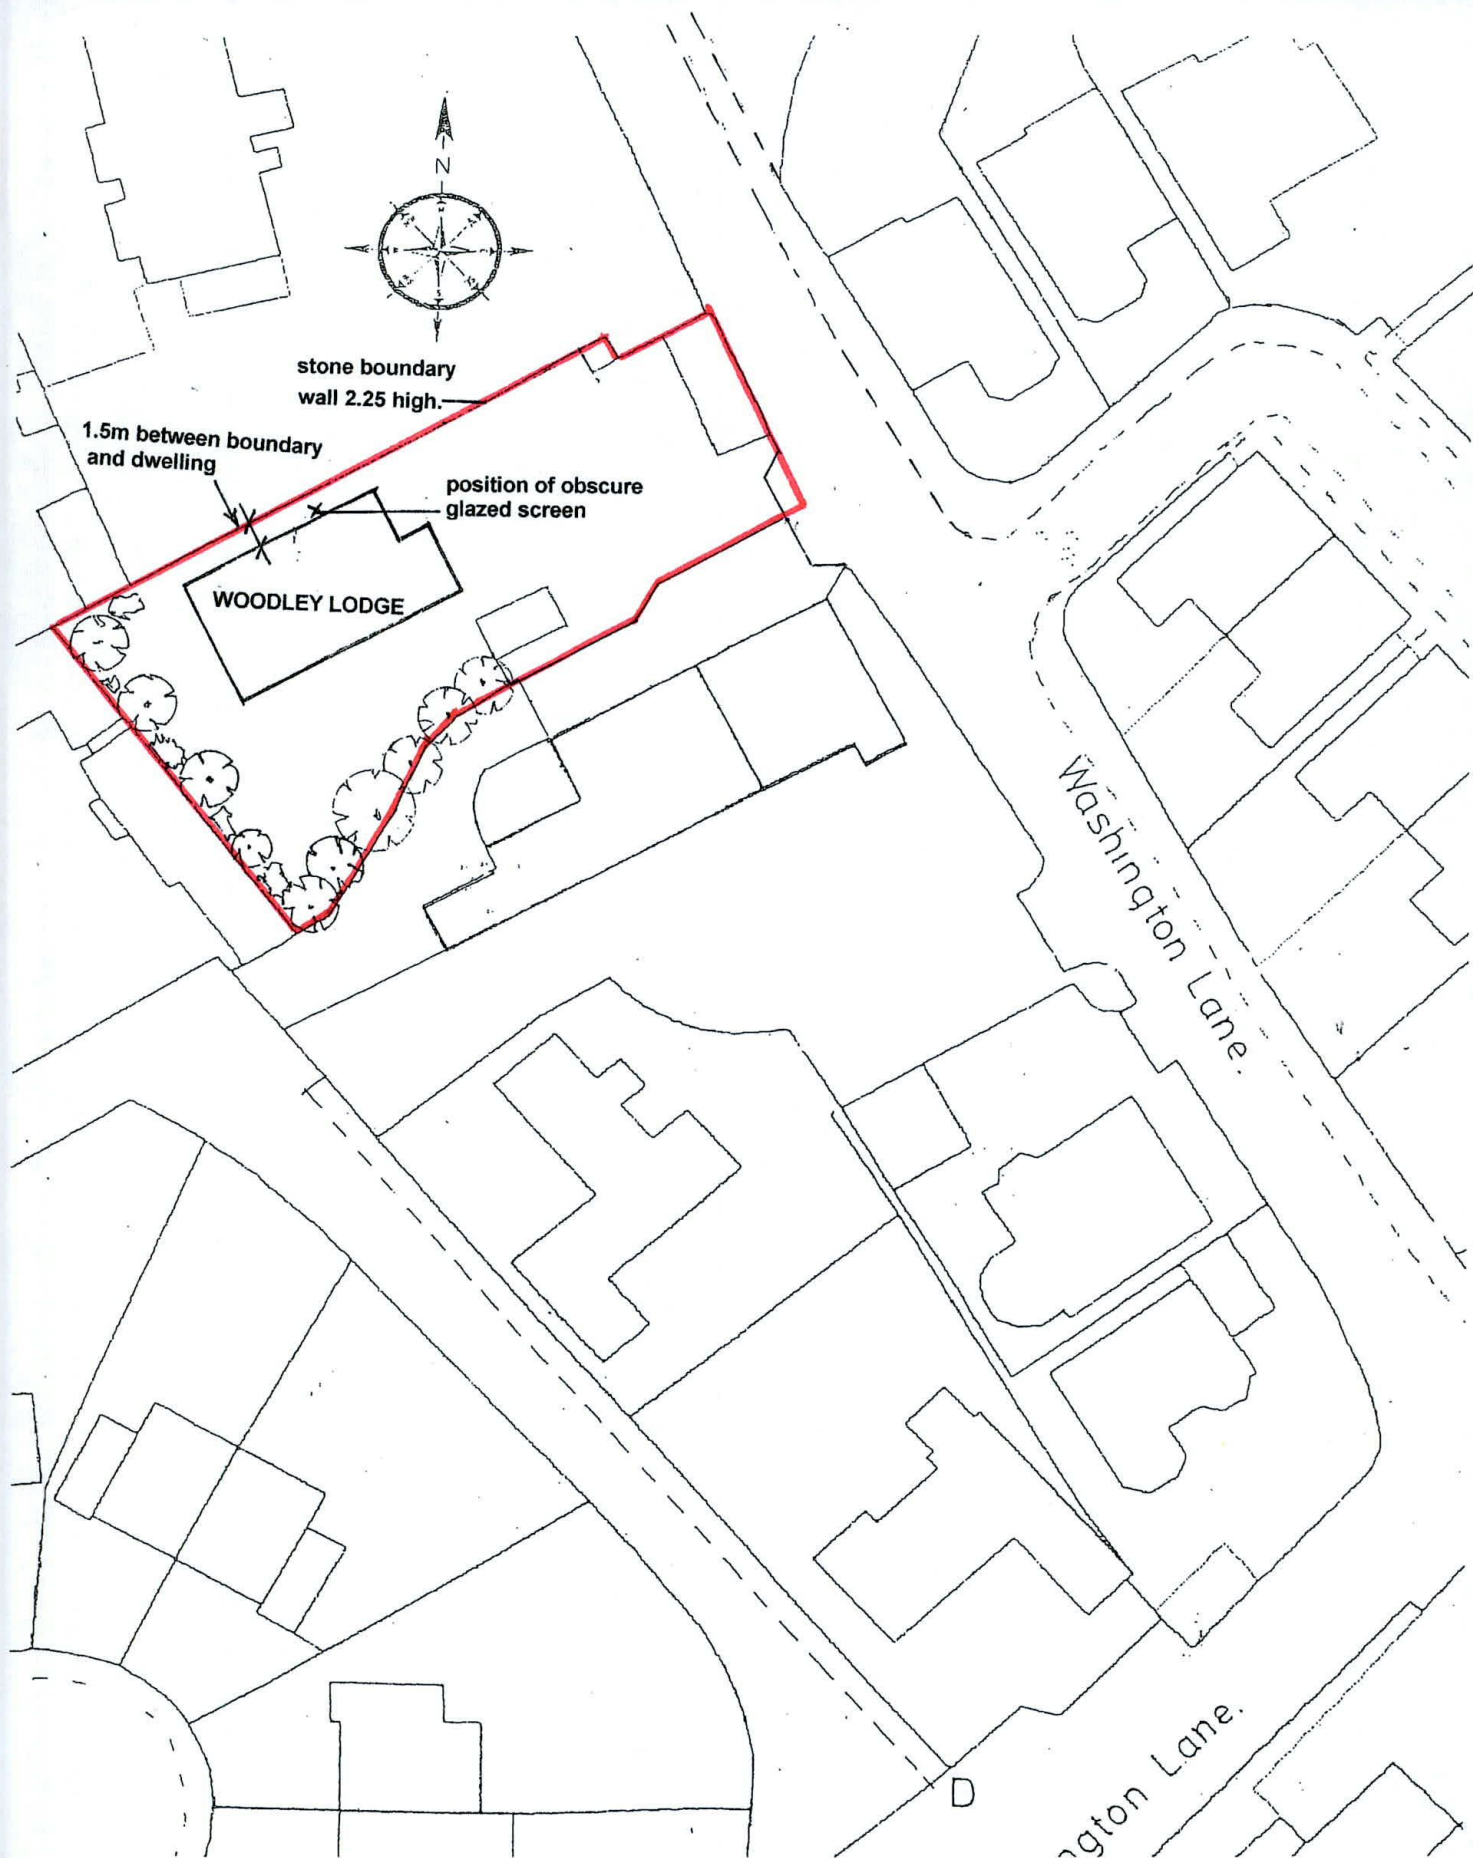 N
stone boundary
wall 2.25 high.
1.5m between boundary
and dwelling
position of obscure
glazed screen
WOODLEY LODGE
Washington Lane.
D
ngton Lane.